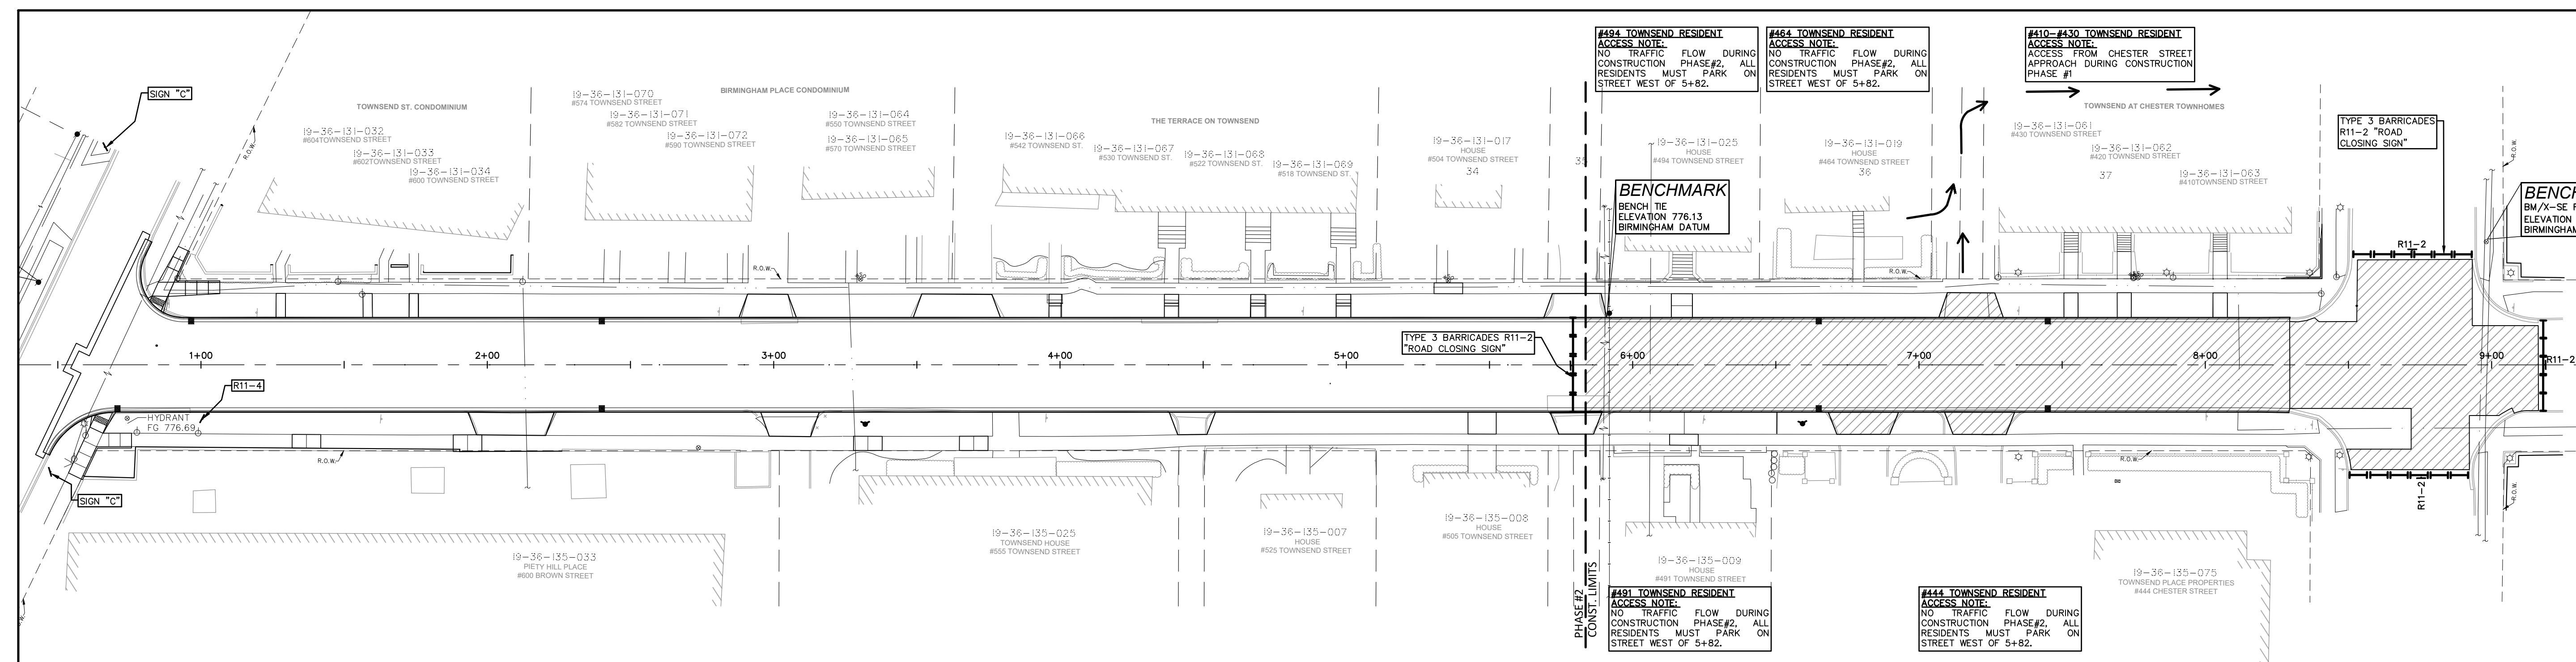 #494 TOWNSEND RESIDENT
ACCESS NOTE:
NO TRAFFIC FLOW DURING
CONSTRUCTION PHASE#2, ALL
RESIDENTS MUST PARK ON
STREET WEST OF 5+82.
#464 TOWNSEND RESIDENT
ACCESS NOTE:
NO TRAFFIC FLOW DURING
CONSTRUCTION PHASE#2, ALL
RESIDENTS MUST PARK ON
STREET WEST OF 5+82.
#410-#430 TOWNSEND RESIDENT
ACCESS NOTE:
ACCESS FROM CHESTER STREET
APPROACH DURING CONSTRUCTION
PHASE #1
SIGN "C"
R.O.W.
TOWNSEND ST. CONDOMINIUM
19-36-131-032
#604TOWNSEND STREET
19-36-131-033
#602TOWNSEND STREET
19-36-131-034
#600 TOWNSEND STREET
BIRMINGHAM PLACE CONDOMINIUM
19-36-131-070
#574 TOWNSEND STREET
19-36-131-071
#582 TOWNSEND STREET
19-36-131-072
#590 TOWNSEND STREET
19-36-131-064
#550 TOWNSEND STREET
19-36-131-065
#570 TOWNSEND STREET
THE TERRACE ON TOWNSEND
19-36-131-066
#542 TOWNSEND ST.
19-36-131-067
#530 TOWNSEND ST.
19-36-131-068
#522 TOWNSEND ST.
19-36-131-069
#518 TOWNSEND ST.
19-36-131-017
HOUSE
#504 TOWNSEND STREET
34
35
19-36-131-025
HOUSE
#494 TOWNSEND STREET
19-36-131-019
HOUSE
#464 TOWNSEND STREET
36
TOWNSEND AT CHESTER TOWNHOMES
19-36-131-061
#430 TOWNSEND STREET
19-36-131-062
#420 TOWNSEND STREET
37
19-36-131-063
#410TOWNSEND STREET
TYPE 3 BARRICADES
R11-2 "ROAD
CLOSING SIGN"
R.O.W.
BENCHMARK
BENCH TIE
ELEVATION 776.13
BIRMINGHAM DATUM
BENCH
BM/X-SE
ELEVATION
BIRMINGHAM
R11-2
R.O.W.
R.O.W.
TYPE 3 BARRICADES R11-2
"ROAD CLOSING SIGN"
1+00
2+00
3+00
4+00
5+00
6+00
7+00
8+00
9+00
R11-2
R11-4
HYDRANT
FG 776.69
R.O.W.
R.O.W.
R11-2
R.O.W.
SIGN "C"
19-36-135-033
PIETY HILL PLACE
#600 BROWN STREET
19-36-135-025
TOWNSEND HOUSE
#555 TOWNSEND STREET
19-36-135-007
HOUSE
#525 TOWNSEND STREET
19-36-135-008
HOUSE
#505 TOWNSEND STREET
19-36-135-009
HOUSE
#491 TOWNSEND STREET
19-36-135-075
TOWNSEND PLACE PROPERTIES
#444 CHESTER STREET
PHASE #2
CONST. LIMITS
#491 TOWNSEND RESIDENT
ACCESS NOTE:
NO TRAFFIC FLOW DURING
CONSTRUCTION PHASE#2, ALL
RESIDENTS MUST PARK ON
STREET WEST OF 5+82.
#444 TOWNSEND RESIDENT
ACCESS NOTE:
NO TRAFFIC FLOW DURING
CONSTRUCTION PHASE#2, ALL
RESIDENTS MUST PARK ON
STREET WEST OF 5+82.